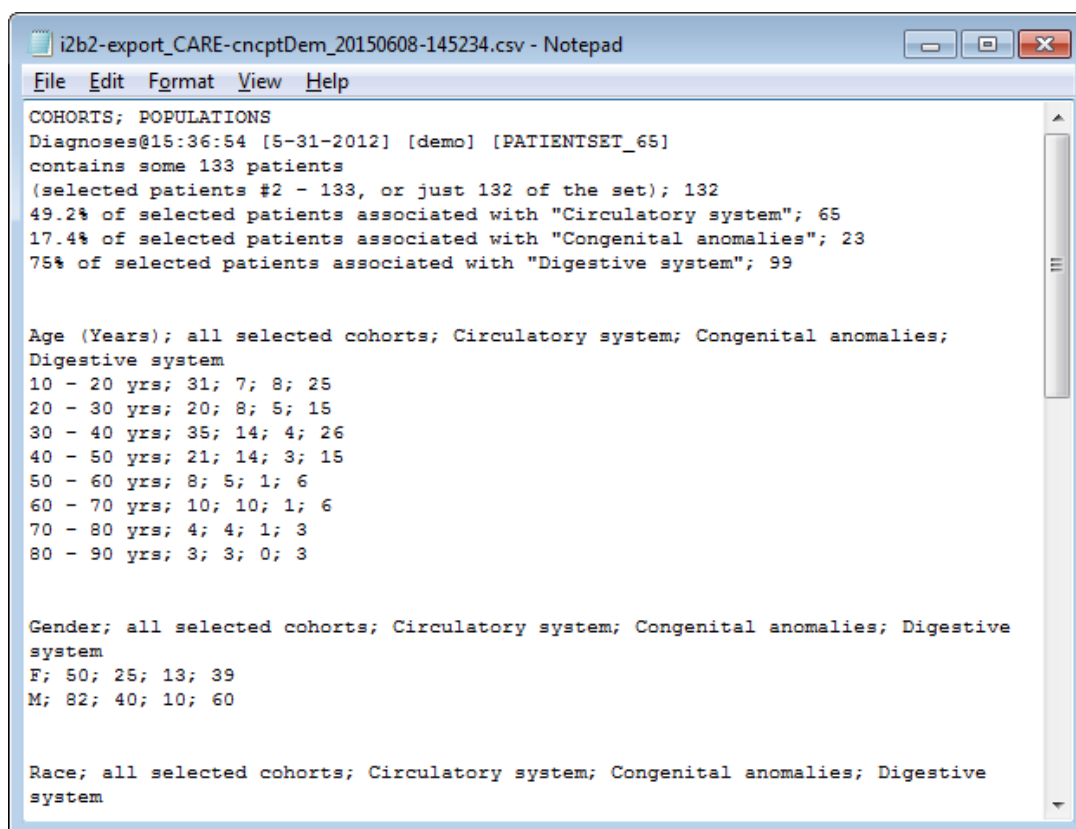 i2b2-export_CARE-cncptDem_20150608-145234.csv - Notepad
File Edit Format View Help
COHORTS; POPULATIONS
Diagnoses@15:36:54 [5-31-2012] [demo] [PATIENTSET_65]
contains some 133 patients
(selected patients #2 - 133, or just 132 of the set); 132
49.2% of selected patients associated with "Circulatory system"; 65
17.4% of selected patients associated with "Congenital anomalies"; 23
75% of selected patients associated with "Digestive system"; 99
Age (Years); all selected cohorts; Circulatory system; Congenital anomalies;
Digestive system
10 - 20 yrs; 31; 7; 8; 25
20 - 30 yrs; 20; 8; 5; 15
30 - 40 yrs; 35; 14; 4; 26
40 - 50 yrs; 21; 14; 3; 15
50 - 60 yrs; 8; 5; 1; 6
60 - 70 yrs; 10; 10; 1; 6
70 - 80 yrs; 4; 4; 1; 3
80 - 90 yrs; 3; 3; 0; 3
Gender; all selected cohorts; Circulatory system; Congenital anomalies; Digestive
system
F; 50; 25; 13; 39
M; 82; 40; 10; 60
Race; all selected cohorts; Circulatory system; Congenital anomalies; Digestive
system